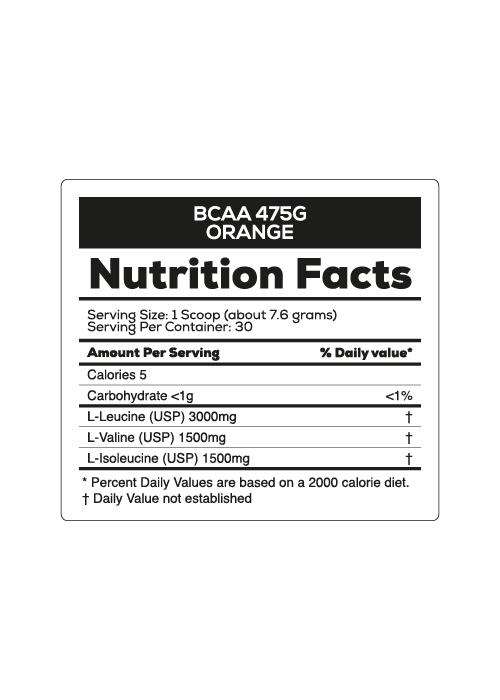 BCAA 475G
ORANGE
Nutrition Facts
Serving Size: 1 Scoop (about 7.6 grams)
Serving Per Container: 30
Amount Per Serving % Daily value*
Calories 5
Carbohydrate <1g <1%
L-Leucine (USP) 3000mg †
L-Valine (USP) 1500mg †
L-Isoleucine (USP) 1500mg †
* Percent Daily Values are based on a 2000 calorie diet.
† Daily Value not established